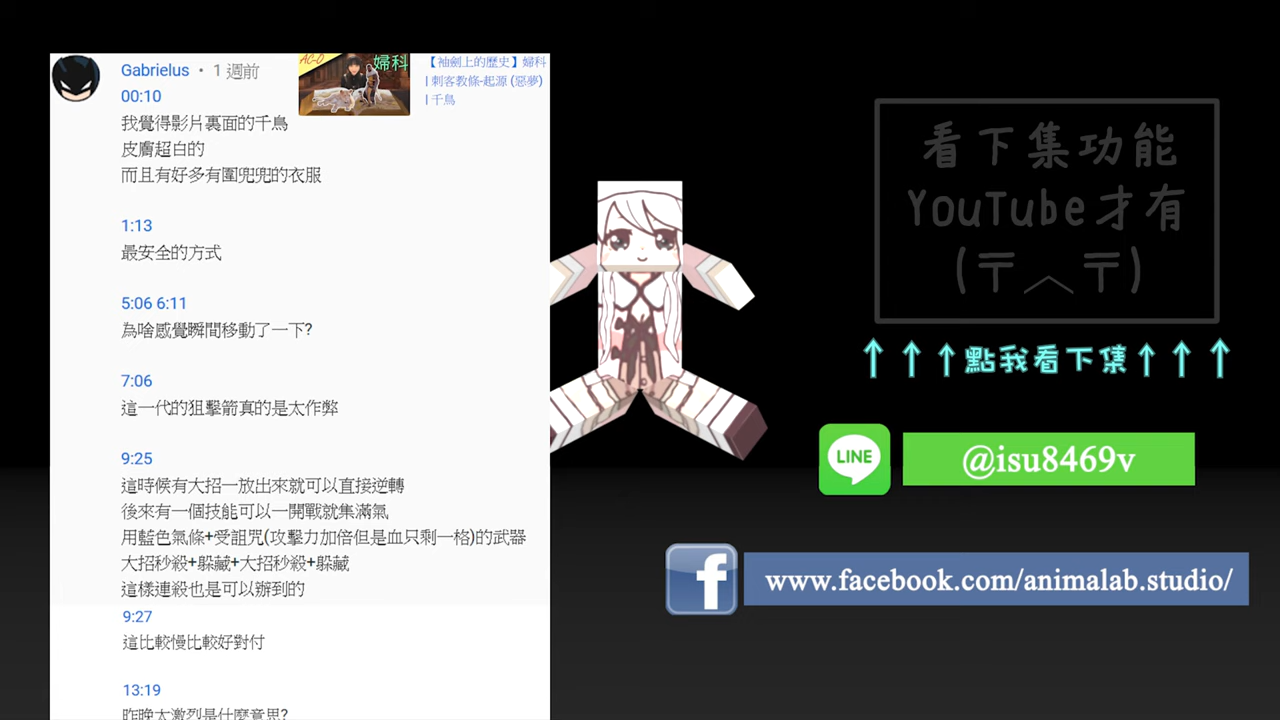 Gabrielus • 1 週前
AC-O
婦科
【袖劍上的歷史】婦科
I 刺客教條-起源 (惡夢)
I 千鳥
00:10
我覺得影片裏面的千鳥
皮膚超白的
而且有好多有圍兜兜的衣服
1:13
最安全的方式
5:06 6:11
為啥感覺瞬間移動了一下?
7:06
這一代的狙擊箭真的是太作弊
9:25
這時候有大招一放出來就可以直接逆轉
後來有一個技能可以一開戰就集滿氣
用藍色氣條+受詛咒(攻擊力加倍但是血只剩一格)的武器
大招秒殺+躲藏+大招秒殺+躲藏
這樣連殺也是可以辦到的
9:27
這比較慢比較好對付
13:19
昨晚太激烈是什麼意思?
看下集功能
YouTube才有
(〒︿〒)
↑↑↑點我看下集↑↑↑
LINE
@isu8469v
f
www.facebook.com/animalab.studio/